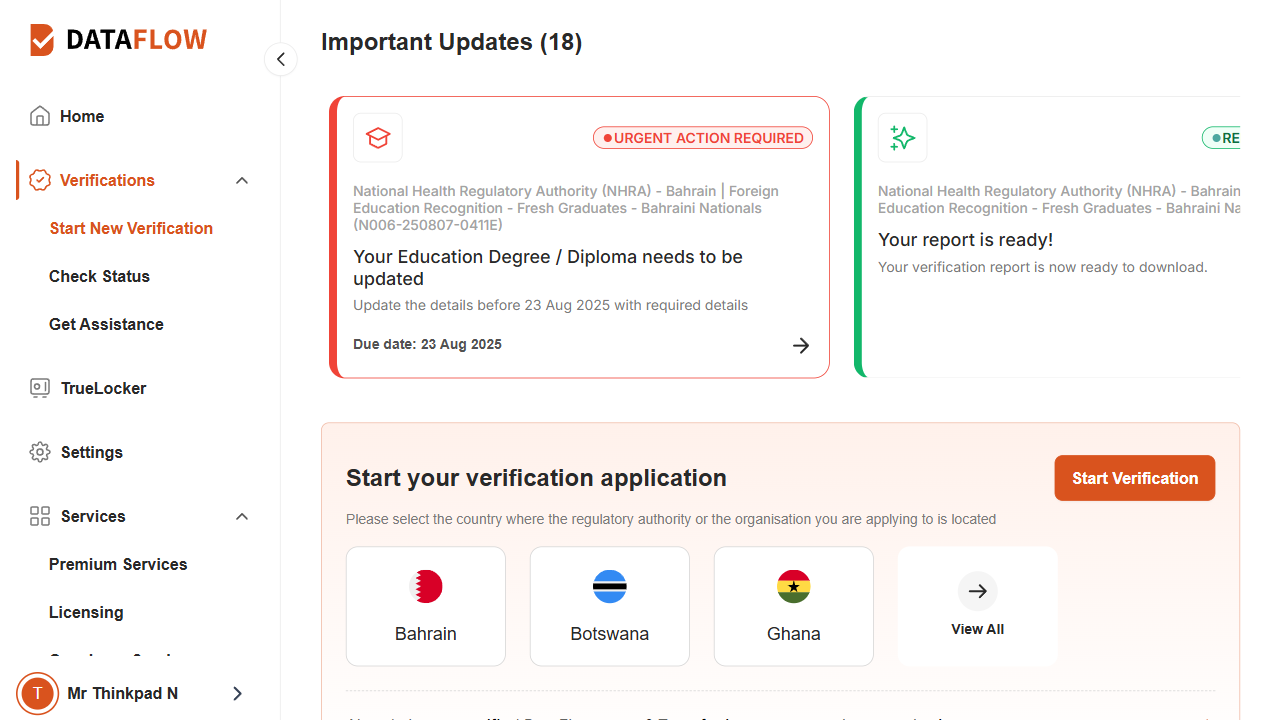 DATAFLOW
Home
Verifications
Start New Verification
Check Status
Get Assistance
TrueLocker
Settings
Services
Premium Services
Licensing
T
Mr Thinkpad N
Important Updates (18)
URGENT ACTION REQUIRED
National Health Regulatory Authority (NHRA) - Bahrain | Foreign
Education Recognition - Fresh Graduates - Bahraini Nationals
(N006-250807-0411E)
Your Education Degree / Diploma needs to be
updated
Update the details before 23 Aug 2025 with required details
Due date: 23 Aug 2025
RE
National Health Regulatory Authority (NHRA) - Bahrain
Education Recognition - Fresh Graduates - Bahraini Na
Your report is ready!
Your verification report is now ready to download.
Start your verification application
Start Verification
Please select the country where the regulatory authority or the organisation you are applying to is located
Bahrain
Botswana
Ghana
View All